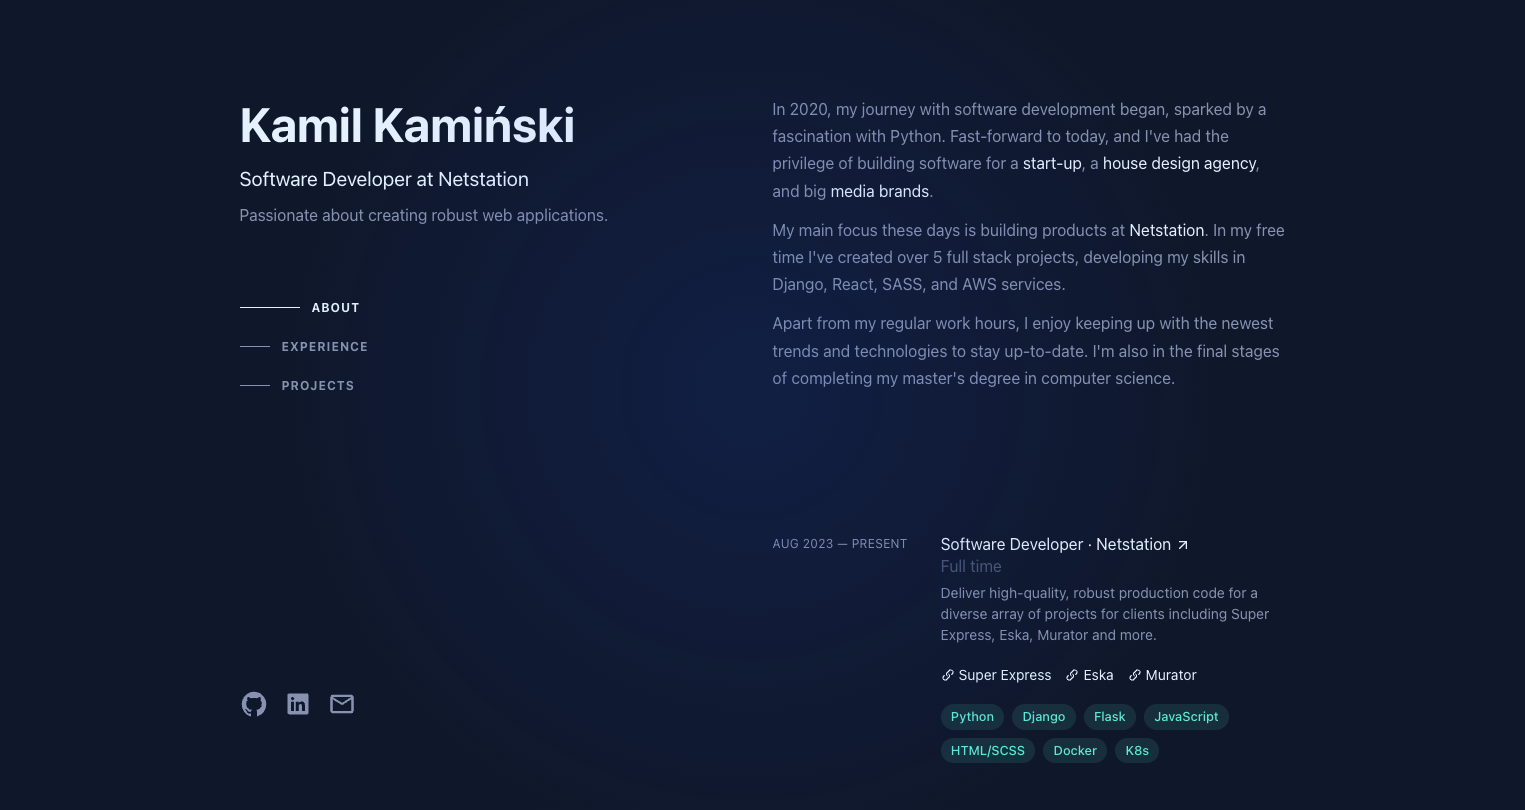 Kamil Kamiński
Software Developer at Netstation
Passionate about creating robust web applications.
ABOUT
EXPERIENCE
PROJECTS
In 2020, my journey with software development began, sparked by a
fascination with Python. Fast-forward to today, and I've had the
privilege of building software for a start-up, a house design agency,
and big media brands.
My main focus these days is building products at Netstation. In my free
time I've created over 5 full stack projects, developing my skills in
Django, React, SASS, and AWS services.
Apart from my regular work hours, I enjoy keeping up with the newest
trends and technologies to stay up-to-date. I'm also in the final stages
of completing my master's degree in computer science.
AUG 2023 — PRESENT
Software Developer · Netstation
Full time
Deliver high-quality, robust production code for a
diverse array of projects for clients including Super
Express, Eska, Murator and more.
Super Express Eska Murator
Python Django Flask JavaScript
HTML/SCSS Docker K8s